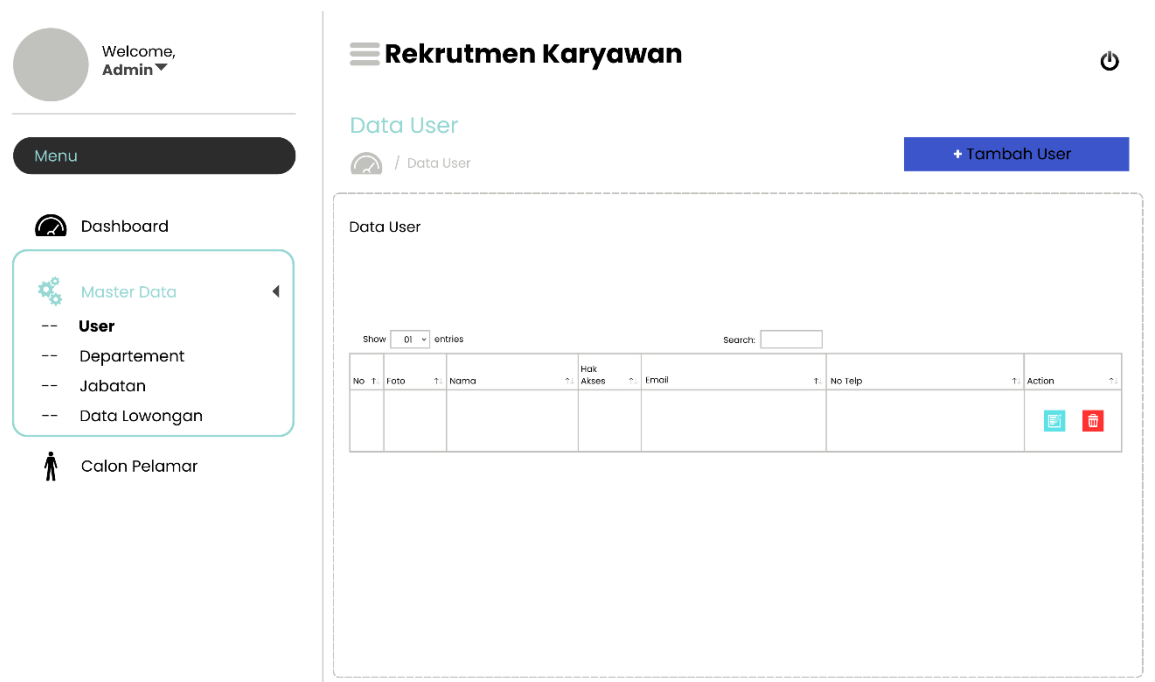 Welcome,
Admin
Menu
Dashboard
Master Data
-- User
-- Departement
-- Jabatan
-- Data Lowongan
Calon Pelamar
Rekrutmen Karyawan
Data User
/ Data User
+ Tambah User
Data User
Show 01 entries
Search:
No Foto Nama Hak Akses Email No Telp Action